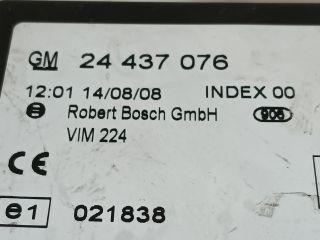 GM 24 437 076
12:01 14/08/08 INDEX 00
Robert Bosch GmbH 908
VIM 224
CE
e1 021838